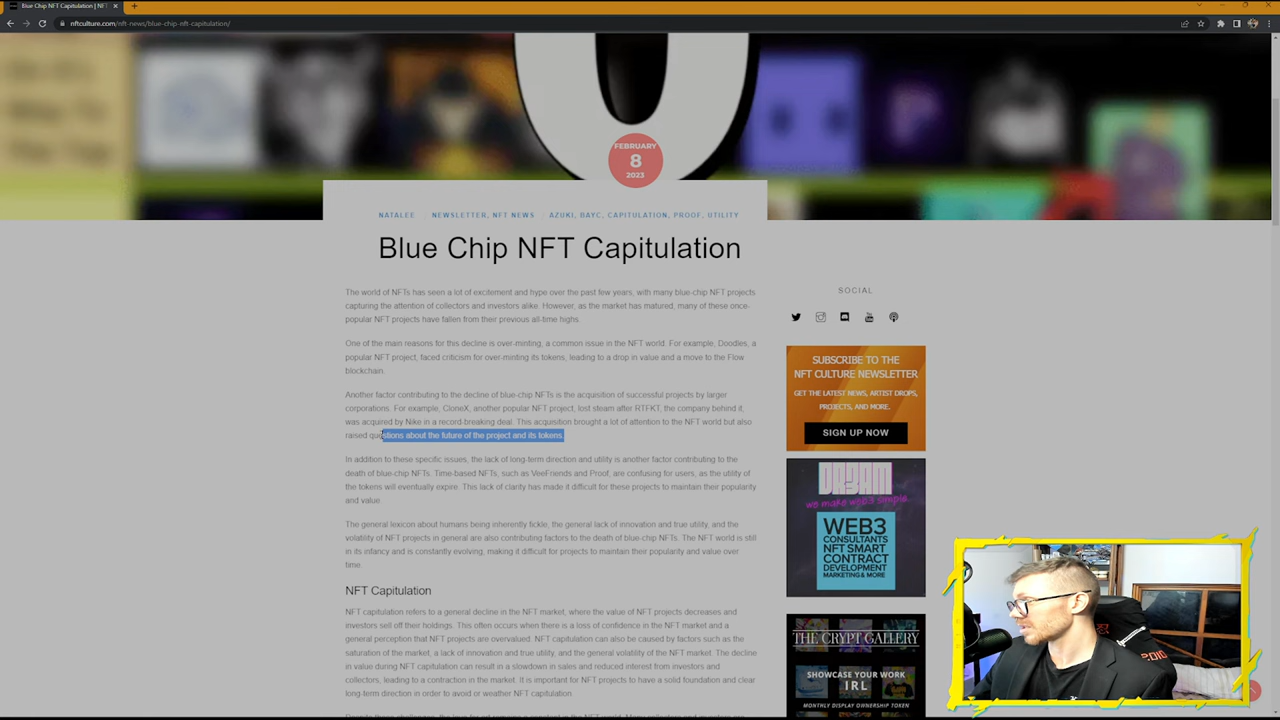 Blue Chip NFT Capitulation | NFT
nftculture.com/nft-news/blue-chip-nft-capitulation/
FEBRUARY
8
2023
NATALEE NEWSLETTER, NFT NEWS AZUKI, BAYC, CAPITULATION, PROOF, UTILITY
Blue Chip NFT Capitulation
The world of NFTs has seen a lot of excitement and hype over the past few years, with many blue-chip NFT projects
capturing the attention of collectors and investors alike. However, as the market has matured, many of these once-
popular NFT projects have fallen from their previous all-time highs.
One of the main reasons for this decline is over-minting, a common issue in the NFT world. For example, Doodles, a
popular NFT project, faced criticism for over-minting its tokens, leading to a drop in value and a move to the Flow
blockchain.
Another factor contributing to the decline of blue-chip NFTs is the acquisition of successful projects by larger
corporations. For example, CloneX, another popular NFT project, lost steam after RTFKT, the company behind it,
was acquired by Nike in a record-breaking deal. This acquisition brought a lot of attention to the NFT world but also
raised questions about the future of the project and its tokens.
In addition to these specific issues, the lack of long-term direction and utility is another factor contributing to the
death of blue-chip NFTs. Time-based NFTs, such as VeeFriends and Proof, are confusing for users, as the utility of
the tokens will eventually expire. This lack of clarity has made it difficult for these projects to maintain their popularity
and value.
The general lexicon about humans being inherently fickle, the general lack of innovation and true utility, and the
volatility of NFT projects in general are also contributing factors to the death of blue-chip NFTs. The NFT world is still
in its infancy and is constantly evolving, making it difficult for projects to maintain their popularity and value over
time.
NFT Capitulation
NFT capitulation refers to a general decline in the NFT market, where the value of NFT projects decreases and
investors sell off their holdings. This often occurs when there is a loss of confidence in the NFT market and a
general perception that NFT projects are overvalued. NFT capitulation can also be caused by factors such as the
saturation of the market, a lack of innovation and true utility, and the general volatility of the NFT market. The decline
in value during NFT capitulation can result in a slowdown in sales and reduced interest from investors and
collectors, leading to a contraction in the market. It is important for NFT projects to have a solid foundation and clear
long-term direction in order to avoid or weather NFT capitulation.
SOCIAL
SUBSCRIBE TO THE
NFT CULTURE NEWSLETTER
GET THE LATEST NEWS, ARTIST DROPS,
PROJECTS, AND INSIGHTS.
SIGN UP NOW
DR3AM
we make web3 simple
WEB3
CONSULTANTS
NFT SMART
CONTRACT
DEVELOPMENT
MARKETING & MORE
THE CRYPT GALLERY
SHOWCASE YOUR WORK
IRL
MONTHLY DISPLAY OWNERSHIP TOKEN